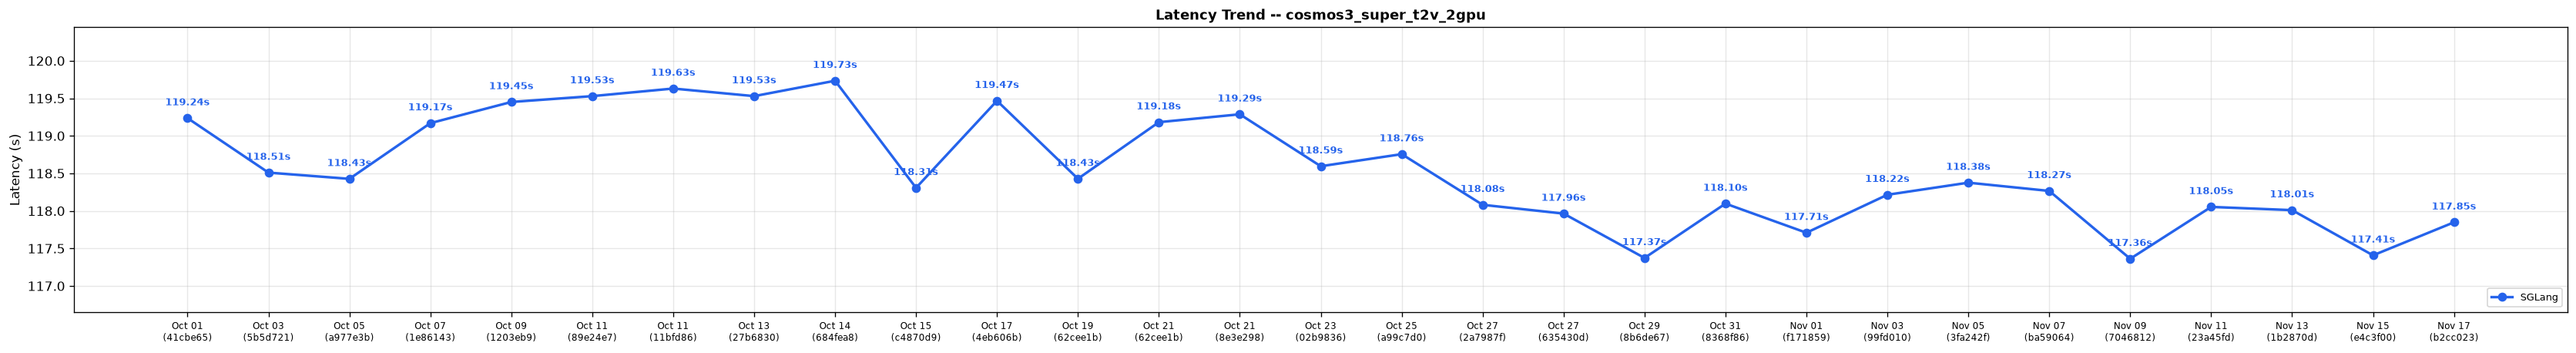 Latency Trend -- cosmos3_super_t2v_2gpu
Latency (s)
120.0
119.5
119.0
118.5
118.0
117.5
117.0
119.24s
118.51s
118.43s
119.17s
119.45s
119.53s
119.63s
119.53s
119.73s
118.31s
119.47s
118.43s
119.18s
119.29s
118.59s
118.76s
118.08s
117.96s
117.37s
118.10s
117.71s
118.22s
118.38s
118.27s
117.36s
118.05s
118.01s
117.41s
117.85s
SGLang
Oct 01
(41cbe65)
Oct 03
(5b5d721)
Oct 05
(a977e3b)
Oct 07
(1e86143)
Oct 09
(1203eb9)
Oct 11
(89e24e7)
Oct 11
(11bfd86)
Oct 13
(27b6830)
Oct 14
(684fea8)
Oct 15
(c4870d9)
Oct 17
(4eb606b)
Oct 19
(62cee1b)
Oct 21
(62cee1b)
Oct 21
(8e3e298)
Oct 23
(02b9836)
Oct 25
(a99c7d0)
Oct 27
(2a7987f)
Oct 27
(635430d)
Oct 29
(8b6de67)
Oct 31
(8368f86)
Nov 01
(f171859)
Nov 03
(99fd010)
Nov 05
(3fa242f)
Nov 07
(ba59064)
Nov 09
(7046812)
Nov 11
(23a45fd)
Nov 13
(1b2870d)
Nov 15
(e4c3f00)
Nov 17
(b2cc023)